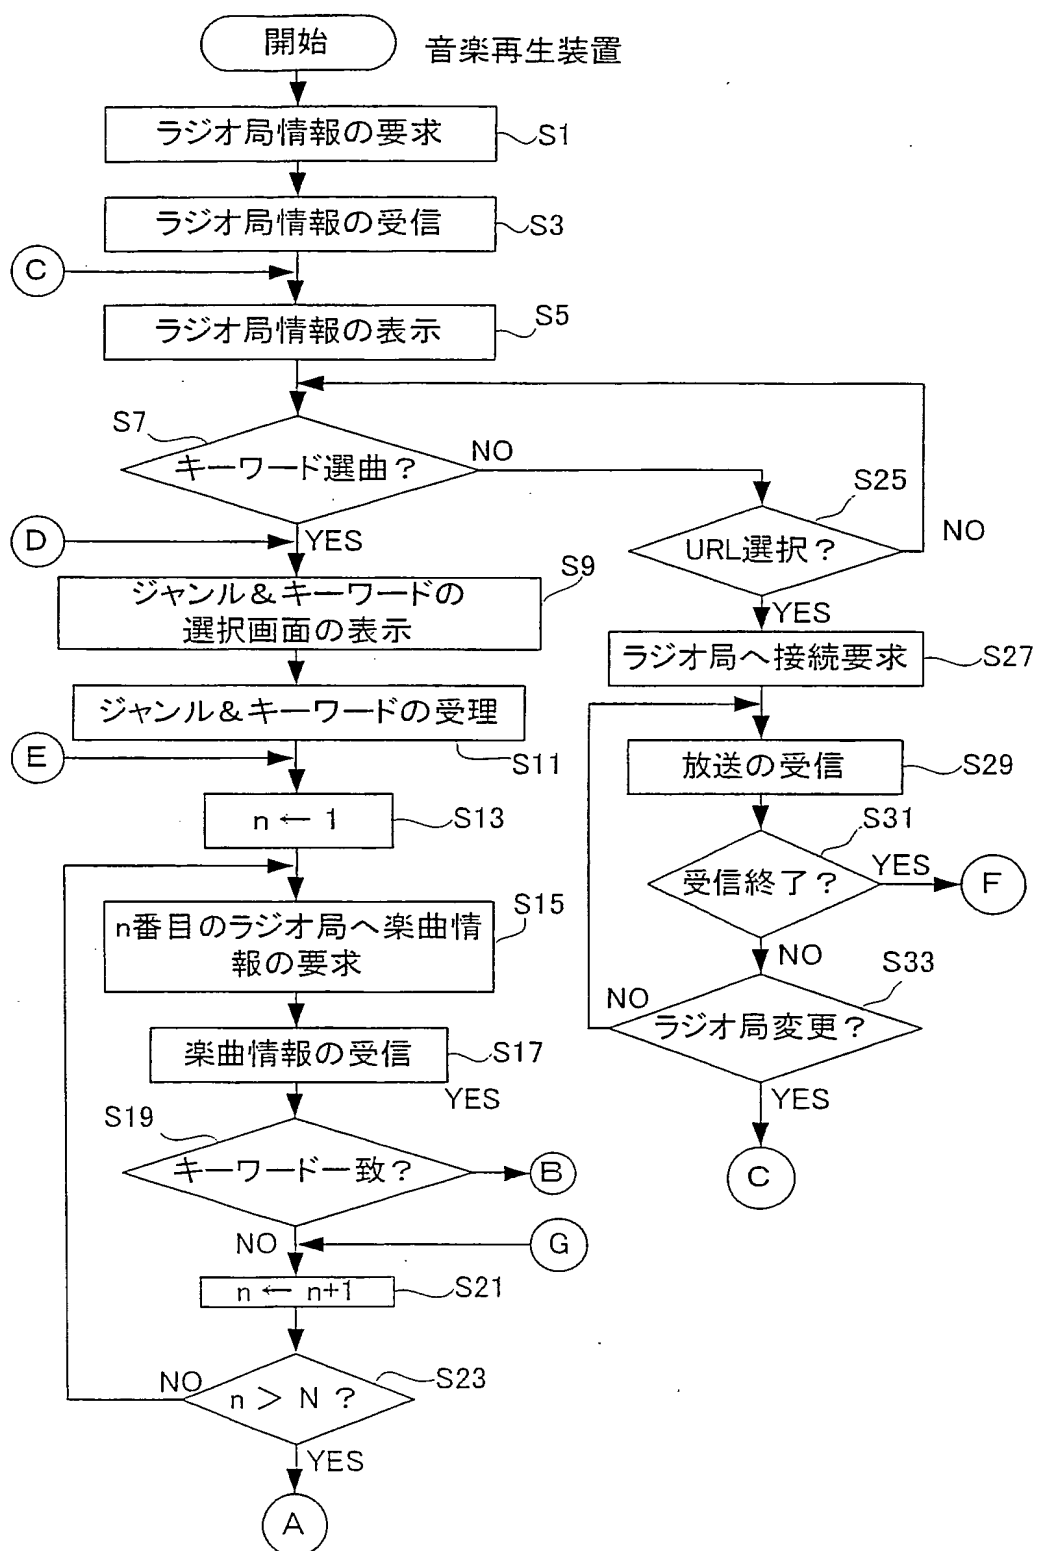 開始
音楽再生装置
ラジオ局情報の要求
S1
ラジオ局情報の受信
S3
C
ラジオ局情報の表示
S5
S7
キーワード選曲？
NO
YES
D
ジャンル＆キーワードの
選択画面の表示
S9
ジャンル＆キーワードの受理
S11
E
n ← 1
S13
n番目のラジオ局へ楽曲情
報の要求
S15
楽曲情報の受信
S17
YES
S19
キーワード一致？
B
NO
G
n ← n+1
S21
NO
n ＞ N ？
S23
YES
A
S25
URL選択？
NO
YES
ラジオ局へ接続要求
S27
放送の受信
S29
S31
受信終了？
YES
F
NO
S33
NO
ラジオ局変更？
YES
C